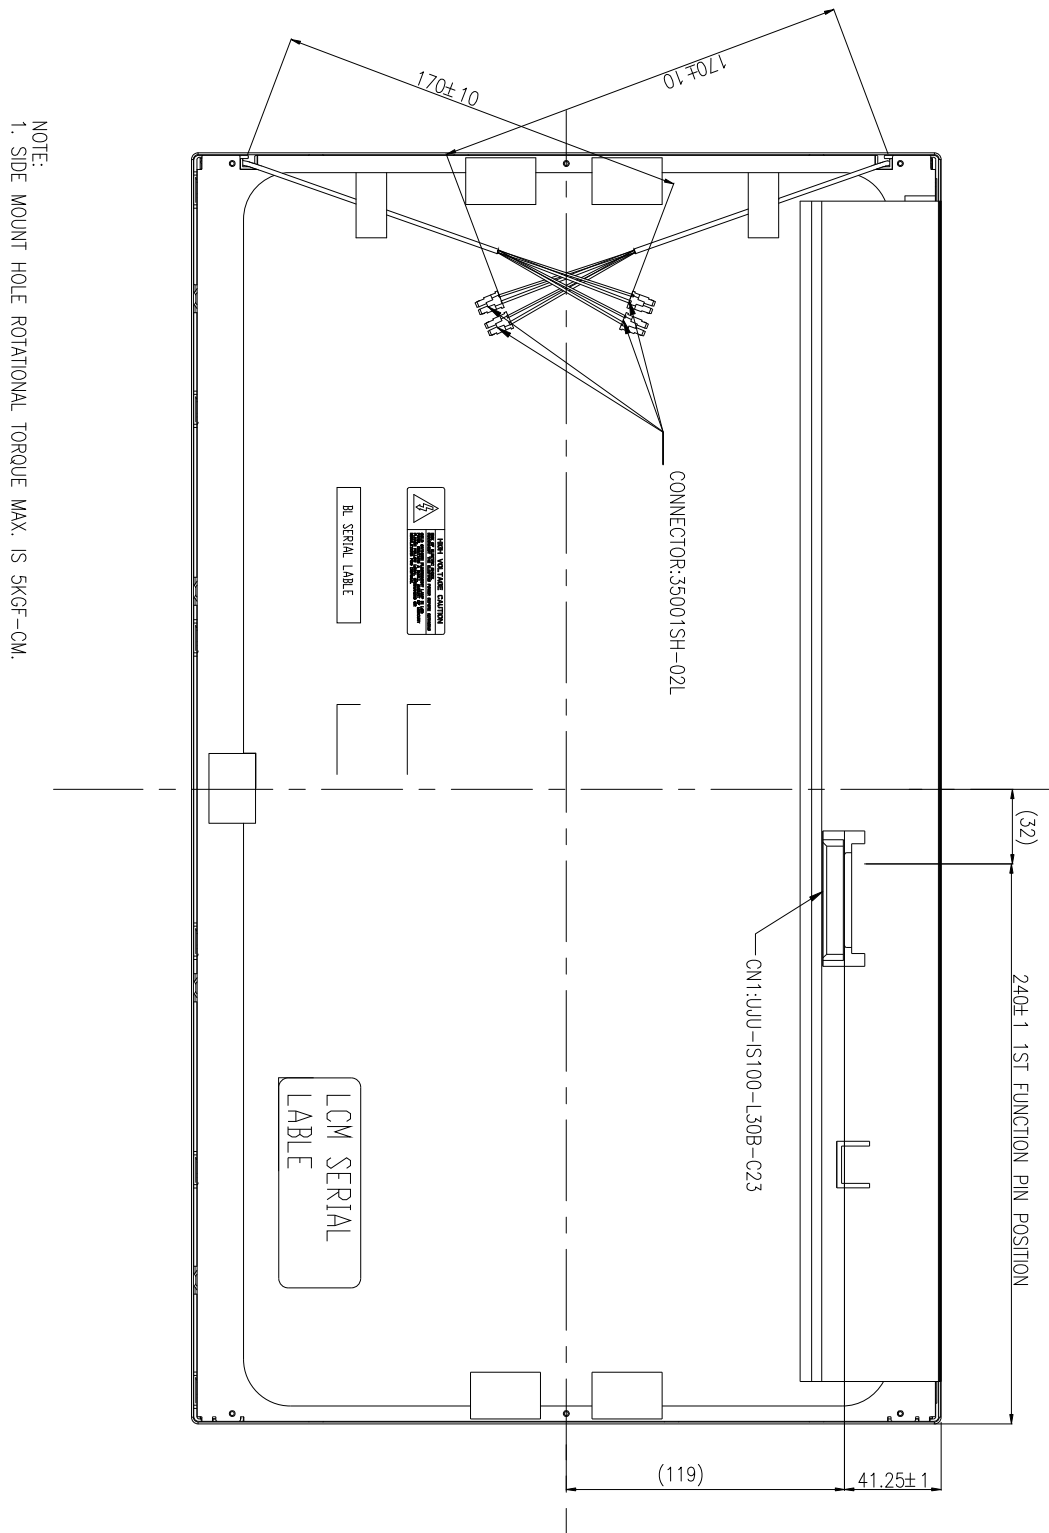 170±10
170±10
CONNECTOR:35001SH-02L
HIGH VOLTAGE CAUTION
BL SERIAL LABLE
(32)
240±1 1ST FUNCTION PIN POSITION
CN1:UJU-IS100-L30B-C23
LCM SERIAL
LABLE
(119)
41.25±1
NOTE:
1. SIDE MOUNT HOLE ROTATIONAL TORQUE MAX. IS 5KGF-CM.